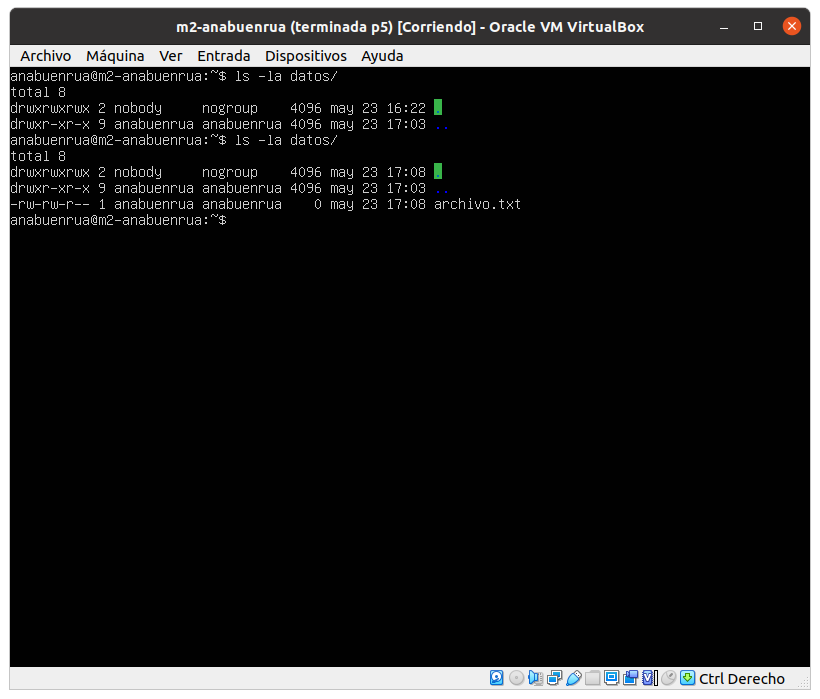 m2-anabuenrua (terminada p5) [Corriendo] - Oracle VM VirtualBox
Archivo Máquina Ver Entrada Dispositivos Ayuda
anabuenrua@m2-anabuenrua:~$ ls -la datos/
total 8
drwxrwxrwx 2 nobody     nogroup    4096 may 23 16:22 .
drwxr-xr-x 9 anabuenrua anabuenrua 4096 may 23 17:03 ..
anabuenrua@m2-anabuenrua:~$ ls -la datos/
total 8
drwxrwxrwx 2 nobody     nogroup    4096 may 23 17:08 .
drwxr-xr-x 9 anabuenrua anabuenrua 4096 may 23 17:03 ..
-rw-rw-r-- 1 anabuenrua anabuenrua    0 may 23 17:08 archivo.txt
anabuenrua@m2-anabuenrua:~$
Ctrl Derecho